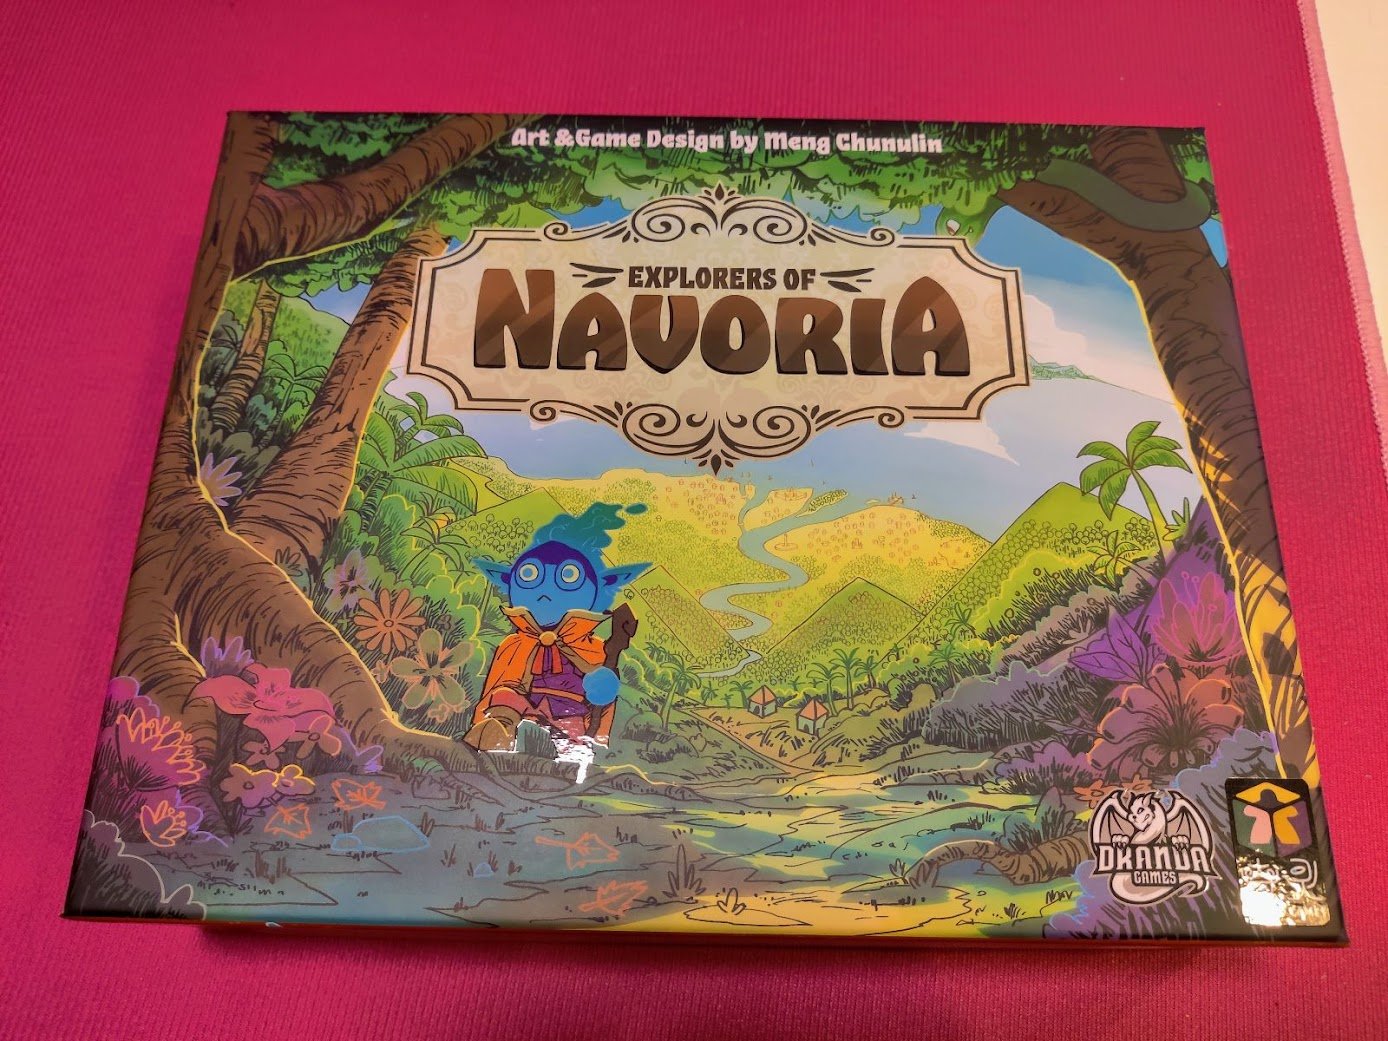 Art & Game Design by Meng Chunulin
EXPLORERS OF
NAVORIA
DRANDA
GAMES